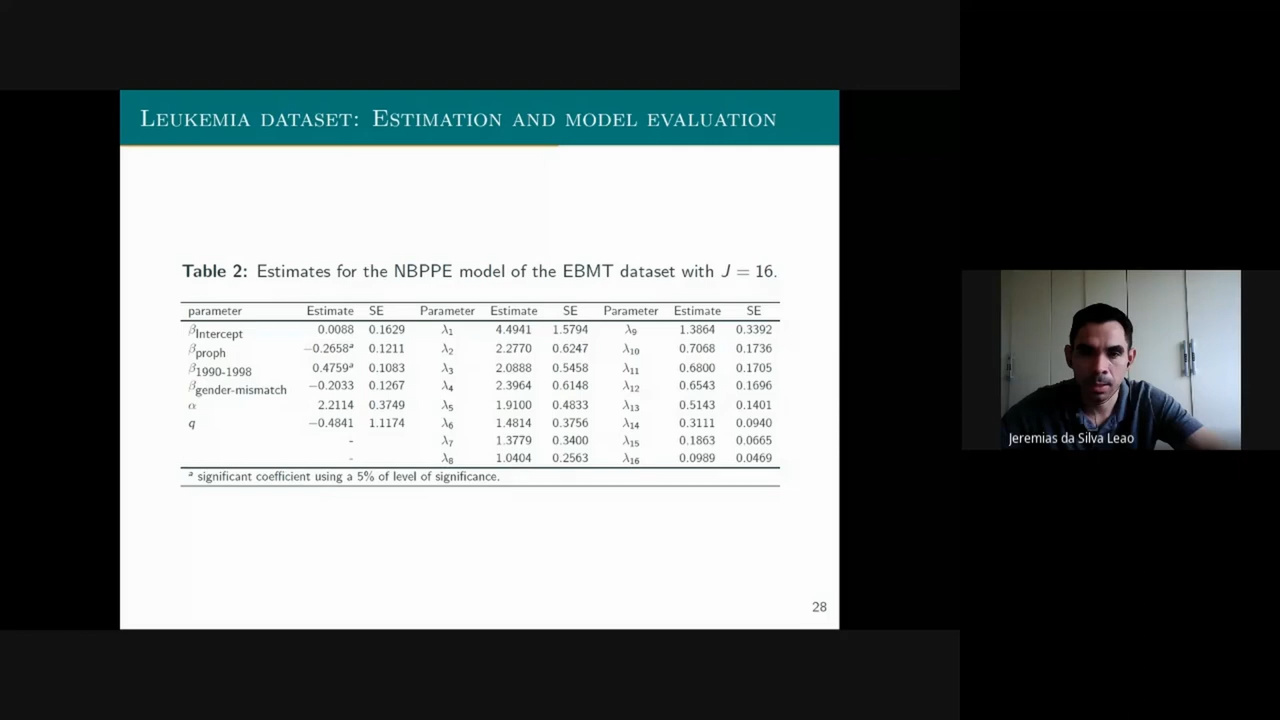 LEUKEMIA DATASET: ESTIMATION AND MODEL EVALUATION
Table 2: Estimates for the NBPPE model of the EBMT dataset with J = 16.
parameter Estimate SE Parameter Estimate SE Parameter Estimate SE
βIntercept 0.0088 0.1629 λ1 4.4941 1.5794 λ9 1.3864 0.3392
βproph −0.2658ᵃ 0.1211 λ2 2.2770 0.6247 λ10 0.7068 0.1736
β1990-1998 0.4759ᵃ 0.1083 λ3 2.0888 0.5458 λ11 0.6800 0.1705
βgender-mismatch −0.2033 0.1267 λ4 2.3964 0.6148 λ12 0.6543 0.1696
α 2.2114 0.3749 λ5 1.9100 0.4833 λ13 0.5143 0.1401
q −0.4841 1.1174 λ6 1.4814 0.3756 λ14 0.3111 0.0940
- λ7 1.3779 0.3400 λ15 0.1863 0.0665
- λ8 1.0404 0.2563 λ16 0.0989 0.0469
ᵃ significant coefficient using a 5% of level of significance.
28
Jeremias da Silva Leao